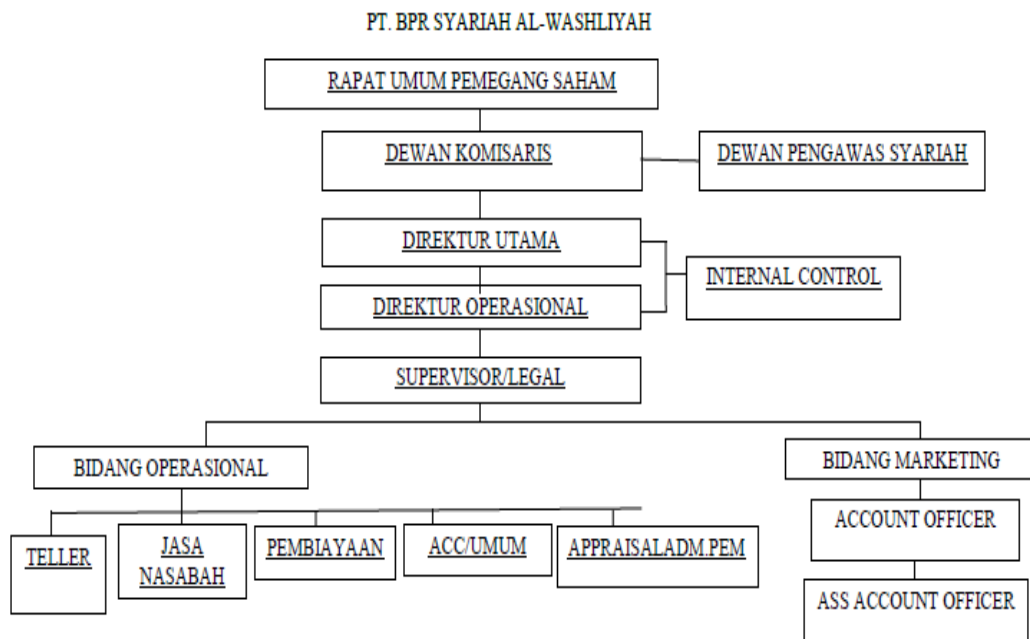 PT. BPR SYARIAH AL-WASHLIYAH
RAPAT UMUM PEMEGANG SAHAM
DEWAN KOMISARIS
DEWAN PENGAWAS SYARIAH
DIREKTUR UTAMA
INTERNAL CONTROL
DIREKTUR OPERASIONAL
SUPERVISOR/LEGAL
BIDANG OPERASIONAL
BIDANG MARKETING
TELLER
JASA
NASABAH
PEMBIAYAAN
ACC/UMUM
APPRAISALADM.PEM
ACCOUNT OFFICER
ASS ACCOUNT OFFICER